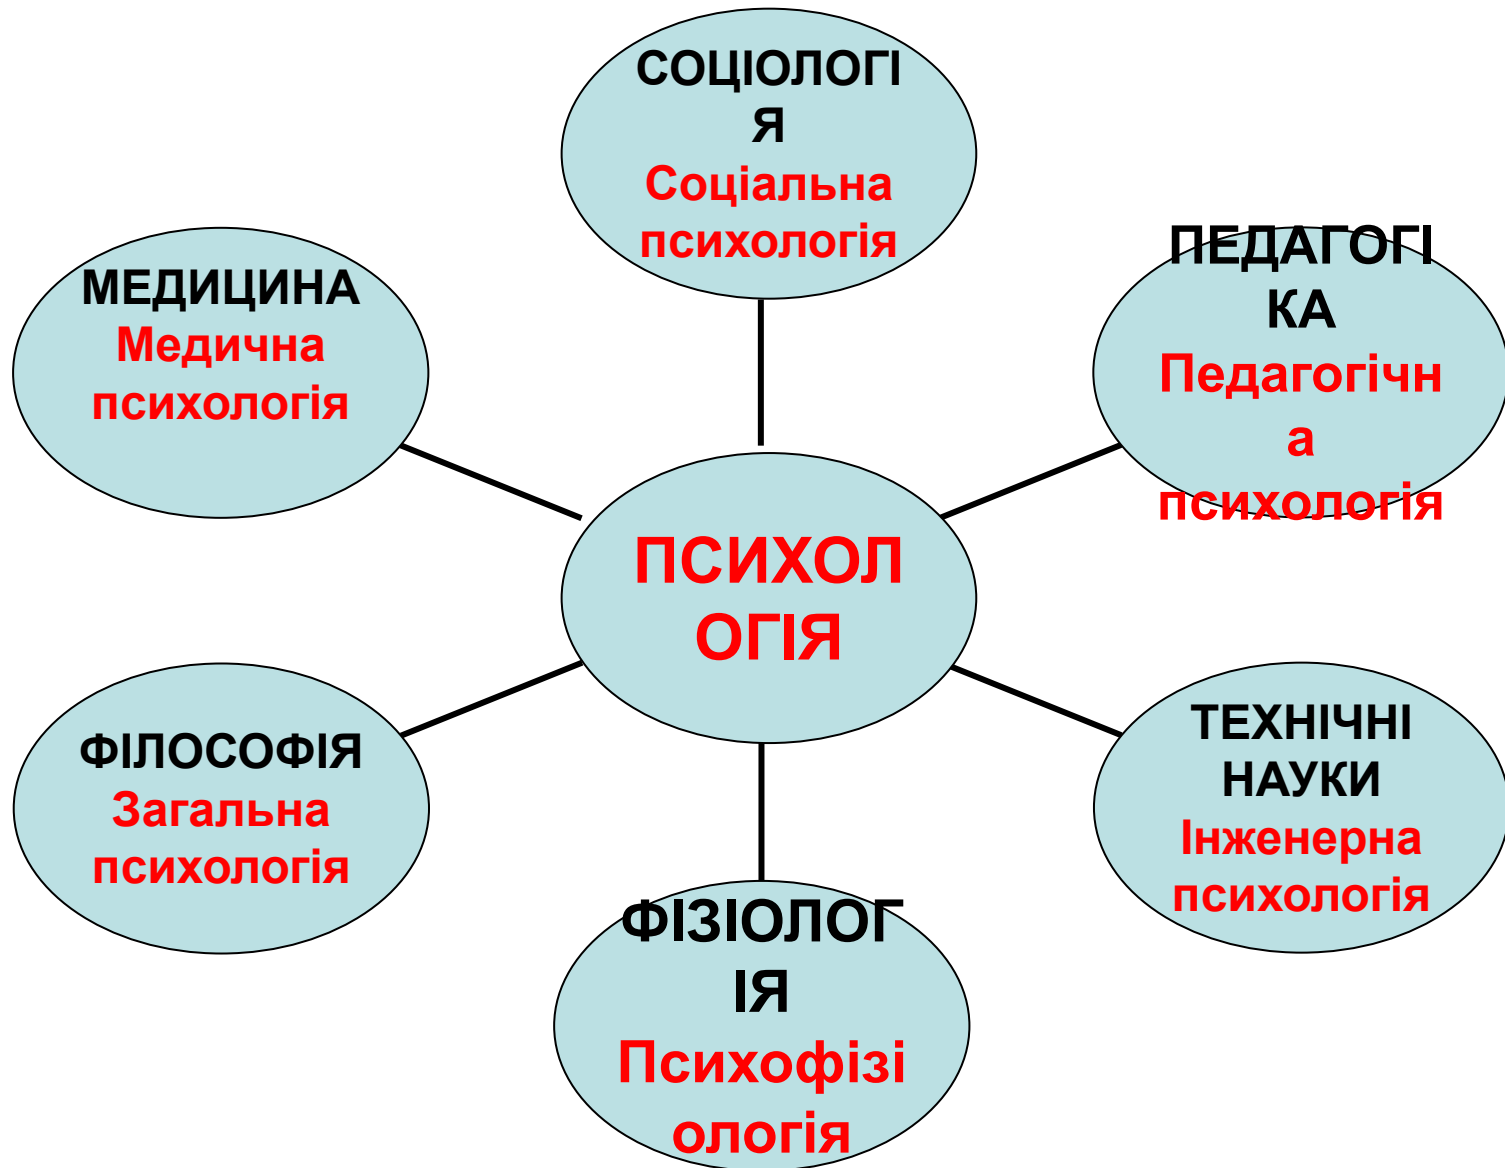 СОЦІОЛОГІ
Я
Соціальна
психологія
МЕДИЦИНА
Медична
психологія
ПЕДАГОГІ
КА
Педагогічн
а
психологія
ПСИХОЛ
ОГІЯ
ФІЛОСОФІЯ
Загальна
психологія
ТЕХНІЧНІ
НАУКИ
Інженерна
психологія
ФІЗІОЛОГ
ІЯ
Психофізі
ологія